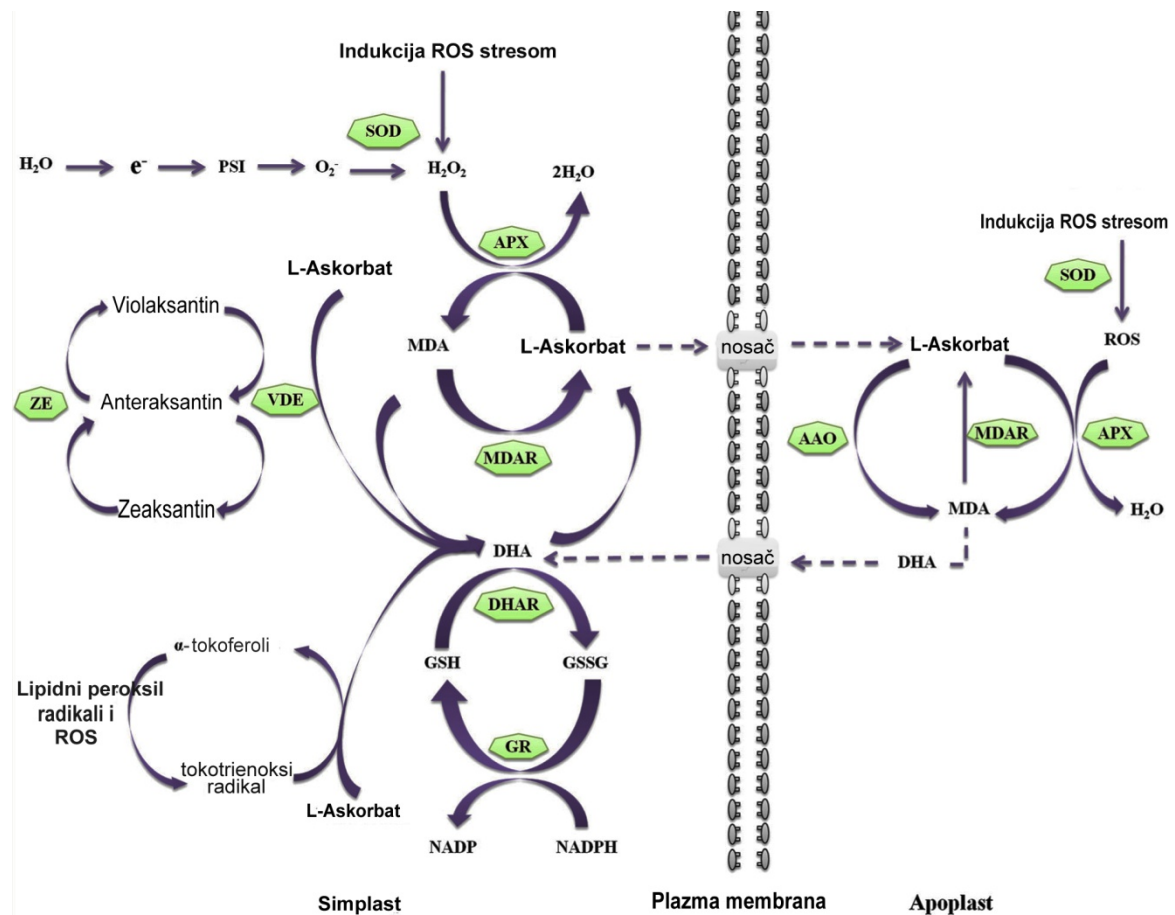 Indukcija ROS stresom
SOD
H₂O
e⁻
PSI
O₂⁻
H₂O₂
2H₂O
APX
L-Askorbat
MDA
L-Askorbat
nosač
MDAR
Violaksantin
ZE
Anteraksantin
VDE
Zeaksantin
DHA
nosač
DHAR
GSH
GSSG
α-tokoferoli
Lipidni peroksil
radikali i
ROS
tokotrienoksi
radikal
L-Askorbat
GR
NADP
NADPH
Indukcija ROS stresom
SOD
L-Askorbat
ROS
AAO
MDAR
APX
MDA
H₂O
DHA
Simplast
Plazma membrana
Apoplast